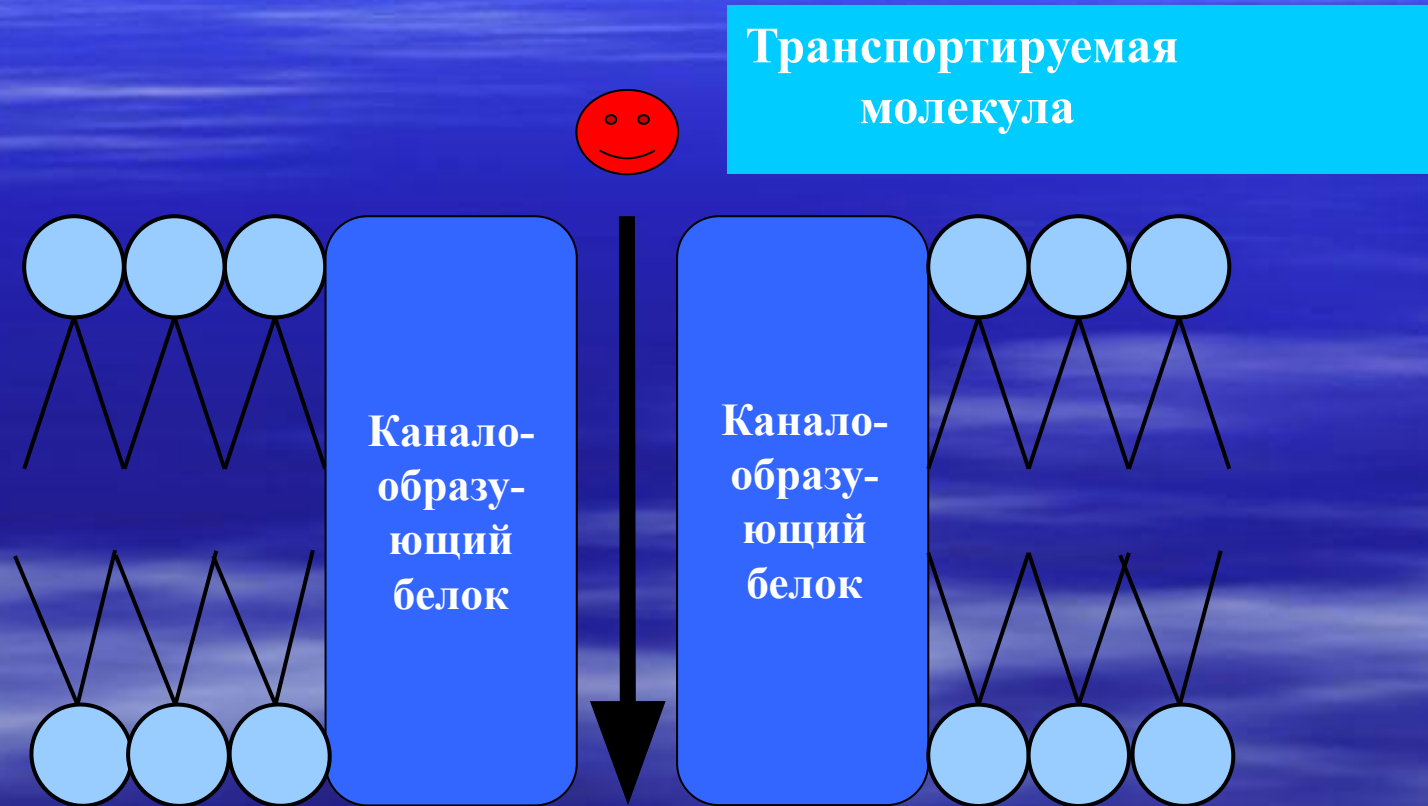 Транспортируемая
молекула
Канало-
образу-
ющий
белок
Канало-
образу-
ющий
белок